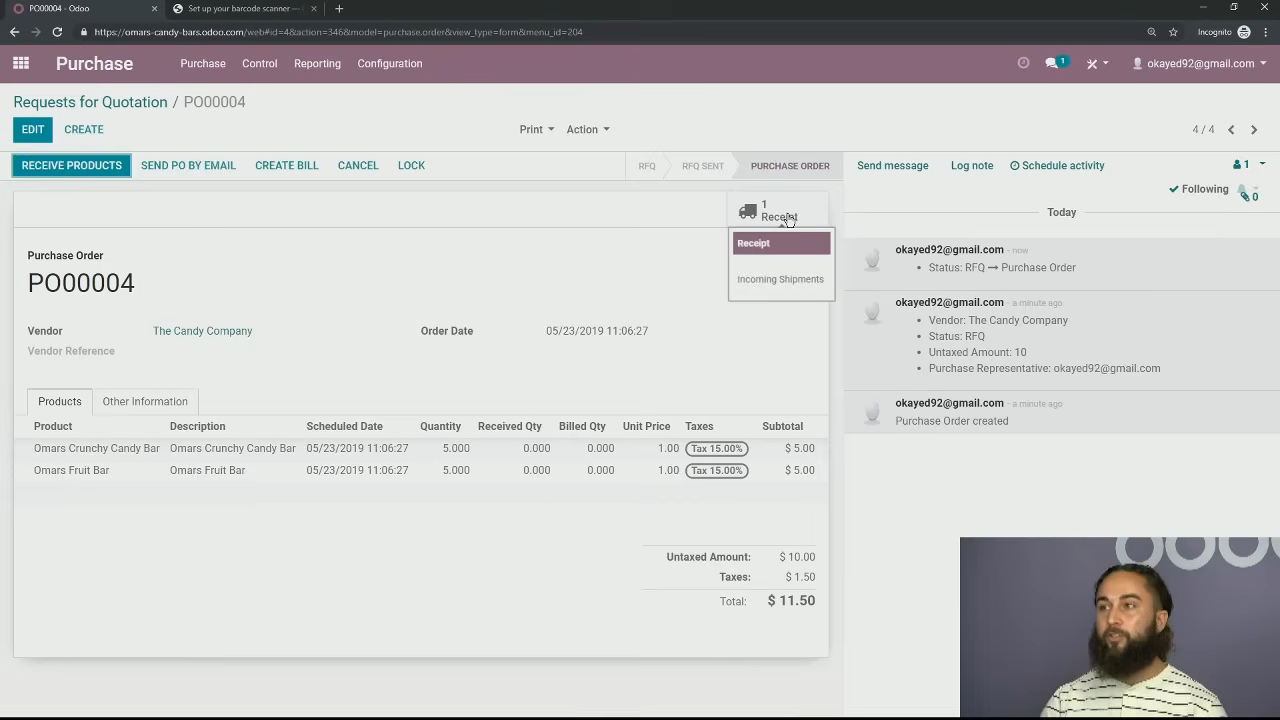 PO00004 - Odoo
Set up your barcode scanner —
https://omars-candy-bars.odoo.com/web#id=4&action=346&model=purchase.order&view_type=form&menu_id=204
Incognito
Purchase
Purchase Control Reporting Configuration
1
okayed92@gmail.com
Requests for Quotation / PO00004
EDIT CREATE
Print Action
4 / 4
RECEIVE PRODUCTS SEND PO BY EMAIL CREATE BILL CANCEL LOCK
RFQ RFQ SENT PURCHASE ORDER
Send message Log note Schedule activity
1
Following
0
1
Receipt
Receipt
Incoming Shipments
Purchase Order
PO00004
Vendor The Candy Company
Order Date 05/23/2019 11:06:27
Vendor Reference
Products Other Information
Product Description Scheduled Date Quantity Received Qty Billed Qty Unit Price Taxes Subtotal
Omars Crunchy Candy Bar Omars Crunchy Candy Bar 05/23/2019 11:06:27 5.000 0.000 0.000 1.00 Tax 15.00% $ 5.00
Omars Fruit Bar Omars Fruit Bar 05/23/2019 11:06:27 5.000 0.000 0.000 1.00 Tax 15.00% $ 5.00
Untaxed Amount: $ 10.00
Taxes: $ 1.50
Total: $ 11.50
Today
okayed92@gmail.com - now
Status: RFQ → Purchase Order
okayed92@gmail.com - a minute ago
Vendor: The Candy Company
Status: RFQ
Untaxed Amount: 10
Purchase Representative: okayed92@gmail.com
okayed92@gmail.com - a minute ago
Purchase Order created